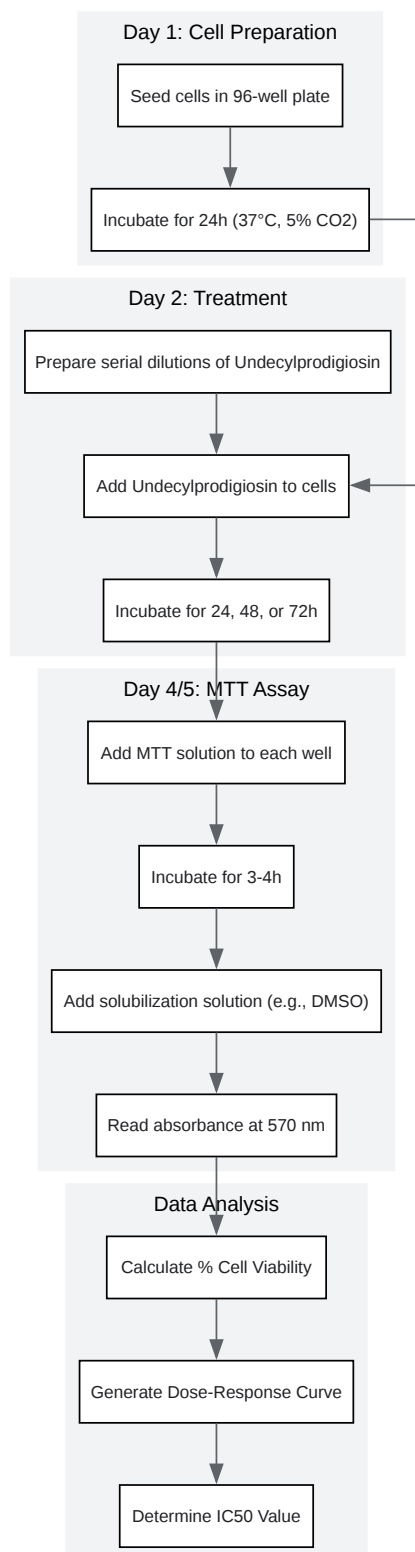 Day 1: Cell Preparation
Seed cells in 96-well plate
Incubate for 24h (37°C, 5% CO2)
Day 2: Treatment
Prepare serial dilutions of Undecylprodigiosin
Add Undecylprodigiosin to cells
Incubate for 24, 48, or 72h
Day 4/5: MTT Assay
Add MTT solution to each well
Incubate for 3-4h
Add solubilization solution (e.g., DMSO)
Read absorbance at 570 nm
Data Analysis
Calculate % Cell Viability
Generate Dose-Response Curve
Determine IC50 Value